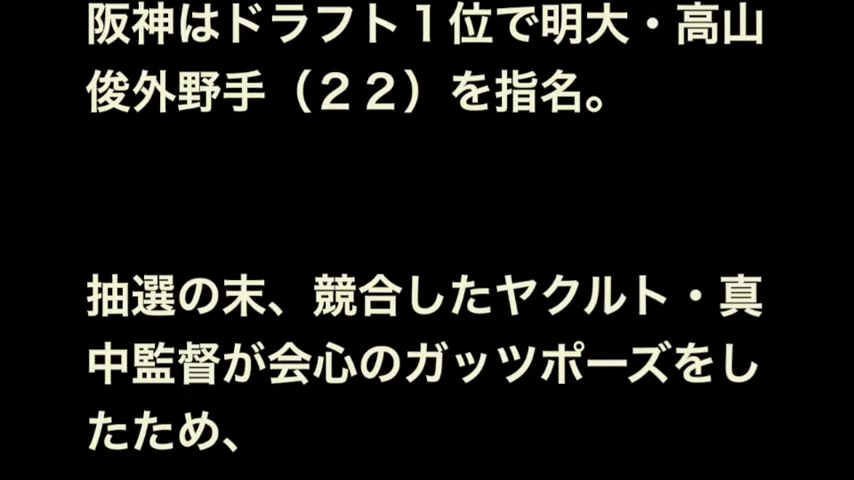 阪神はドラフト１位で明大・高山
俊外野手（２２）を指名。
抽選の末、競合したヤクルト・真
中監督が会心のガッツポーズをし
たため、